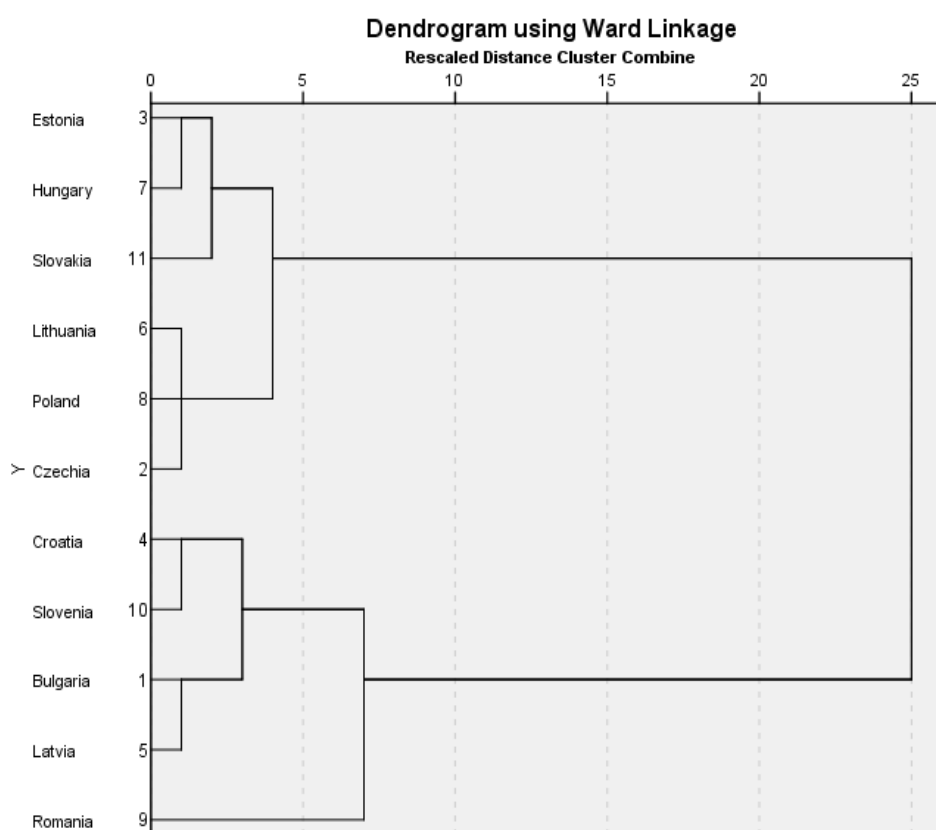 Dendrogram using Ward Linkage
Rescaled Distance Cluster Combine
0 5 10 15 20 25
Estonia 3
Hungary 7
Slovakia 11
Lithuania 6
Poland 8
Y
Czechia 2
Croatia 4
Slovenia 10
Bulgaria 1
Latvia 5
Romania 9